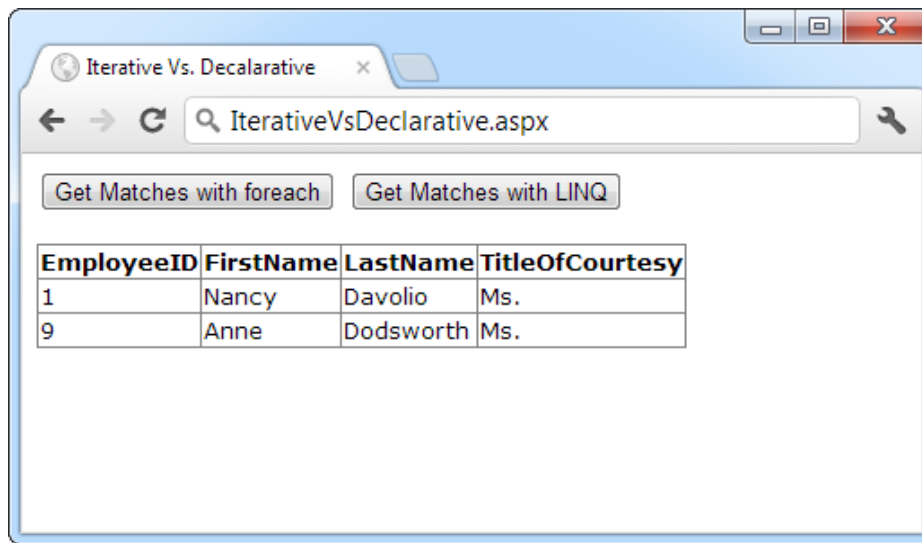 Iterative Vs. Decalarative
IterativeVsDeclarative.aspx
Get Matches with foreach Get Matches with LINQ
EmployeeID FirstName LastName TitleOfCourtesy
1 Nancy Davolio Ms.
9 Anne Dodsworth Ms.